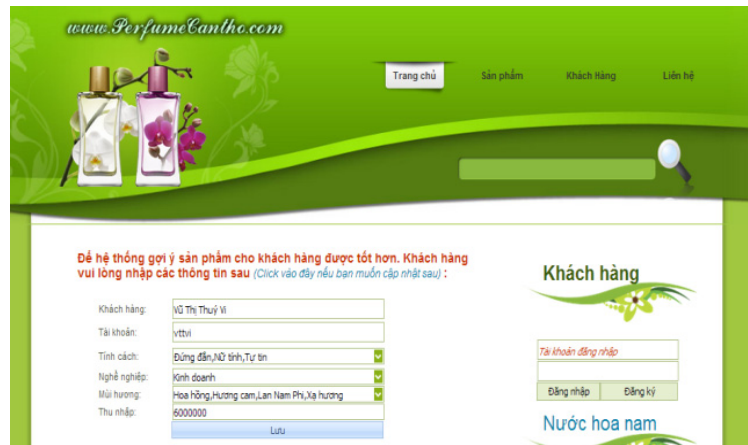 www.PerfumeCantho.com
Trang chủ Sản phẩm Khách Hàng Liên hệ
Để hệ thống gợi ý sản phẩm cho khách hàng được tốt hơn. Khách hàng
vui lòng nhập các thông tin sau (Click vào đây nếu bạn muốn cập nhật sau) :
Khách hàng: Vũ Thị Thuý Vi
Tài khoản: vttvi
Tính cách: Đứng đắn,Nữ tính,Tự tin
Nghề nghiệp: Kinh doanh
Mùi hương: Hoa hồng,Hương cam,Lan Nam Phi,Xạ hương
Thu nhập: 6000000
Lưu
Khách hàng
Tài khoản đăng nhập
Đăng nhập Đăng ký
Nước hoa nam